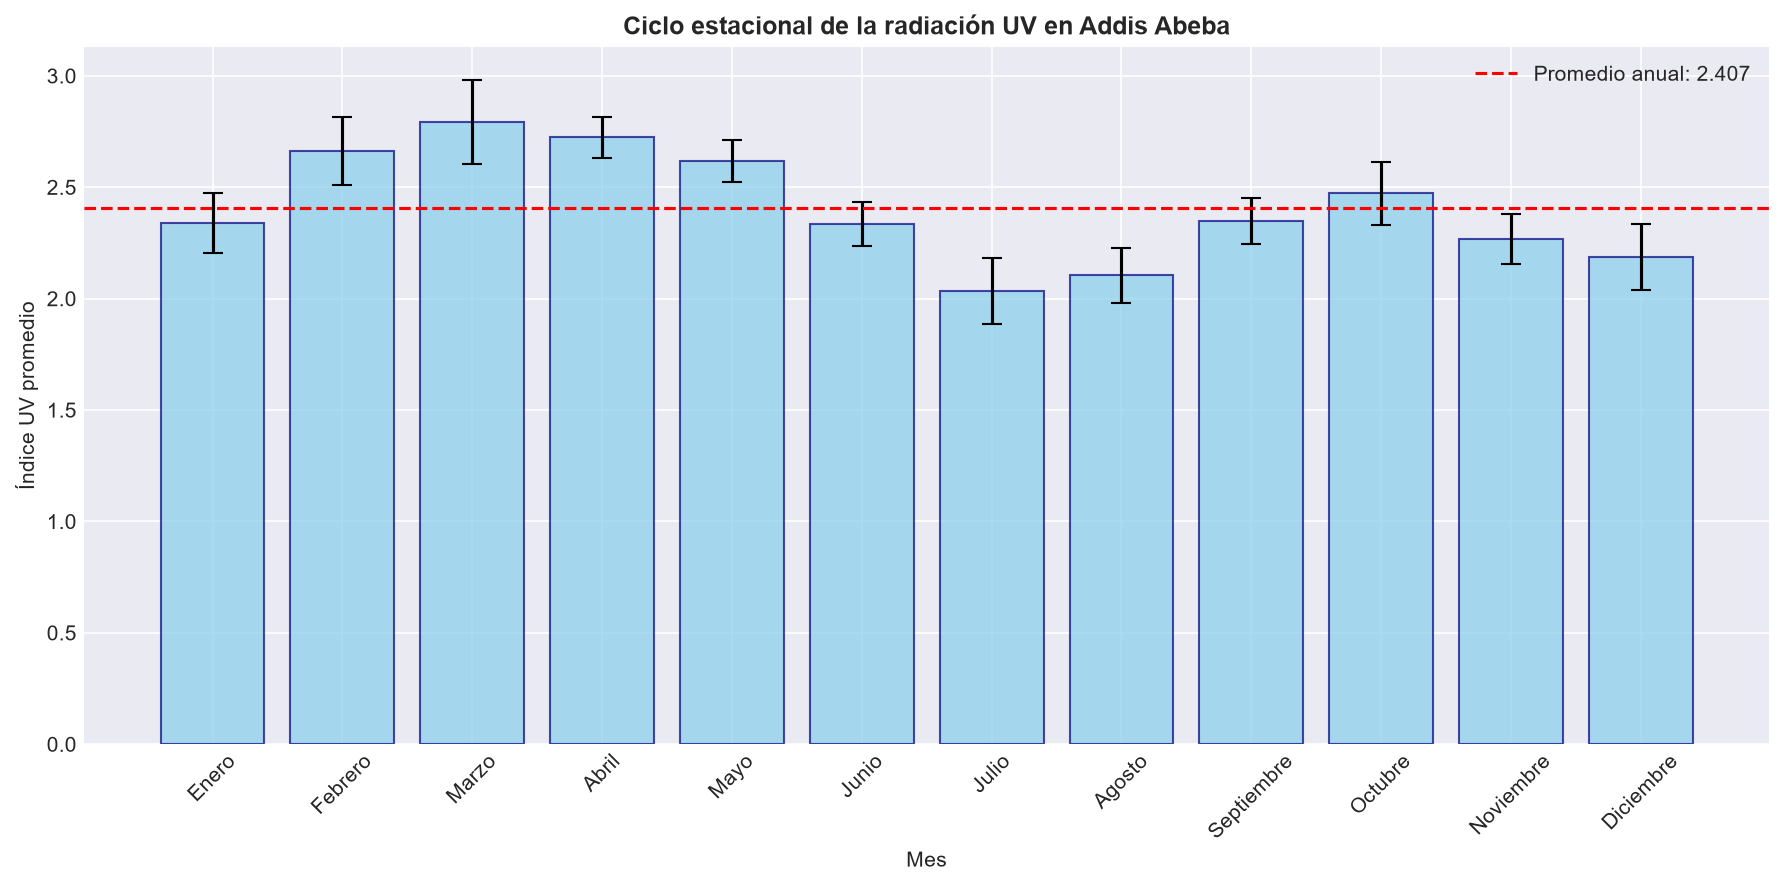 Ciclo estacional de la radiación UV en Addis Abeba
Promedio anual: 2.407
Índice UV promedio
3.0
2.5
2.0
1.5
1.0
0.5
0.0
Enero
Febrero
Marzo
Abril
Mayo
Junio
Julio
Agosto
Septiembre
Octubre
Noviembre
Diciembre
Mes